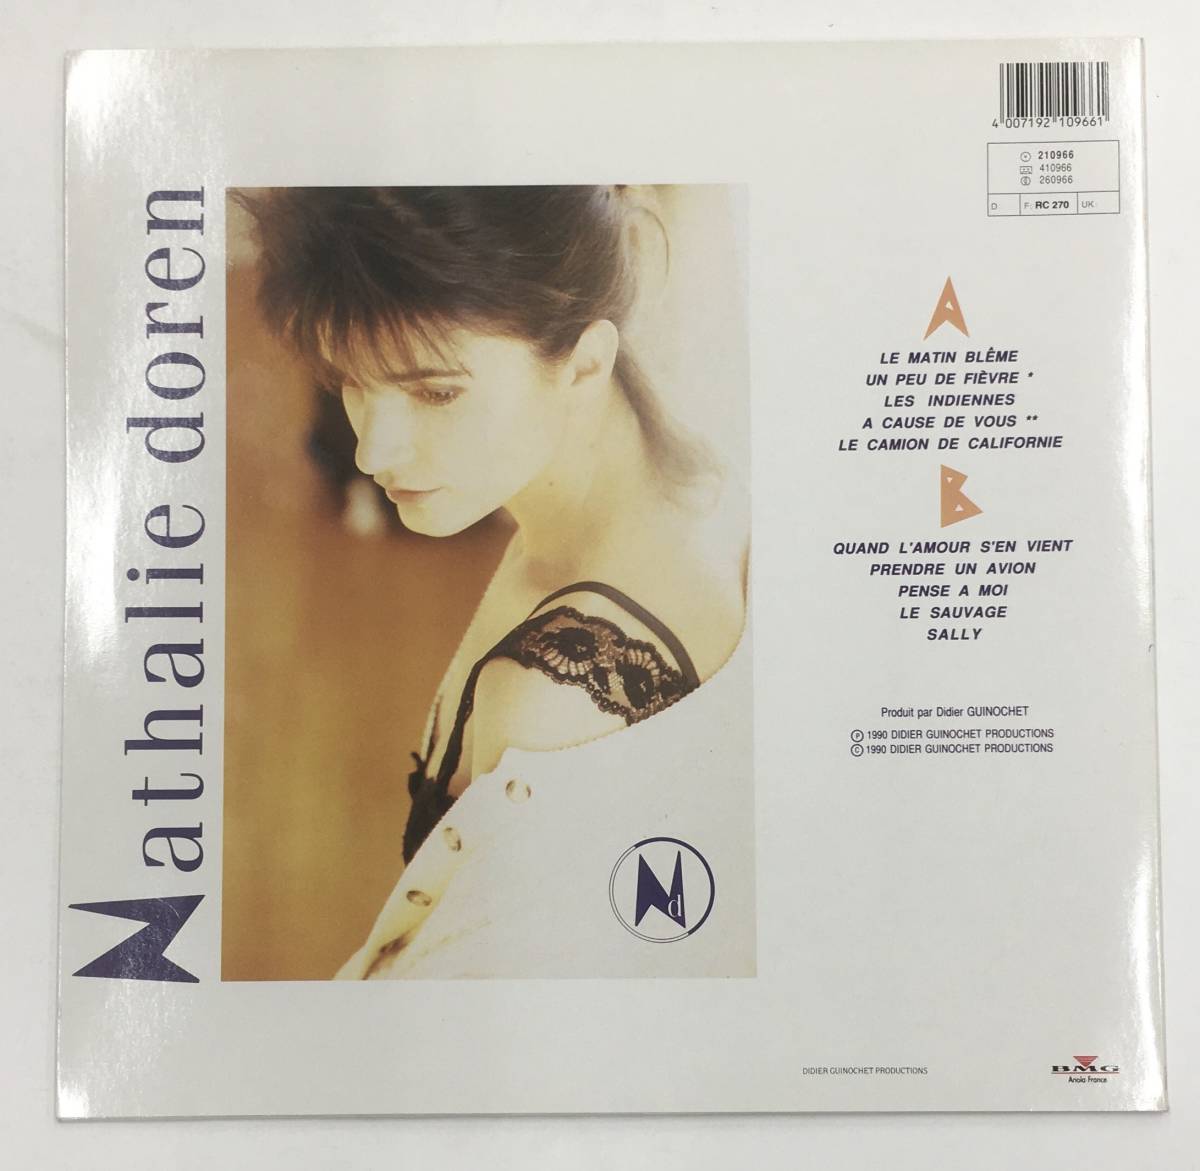 Nathalie doren
4 007192 109661
210966
410966
260966
D:
F: RC 270
UK:
A
LE MATIN BLÊME
UN PEU DE FIÈVRE *
LES INDIENNES
A CAUSE DE VOUS **
LE CAMION DE CALIFORNIE
B
QUAND L'AMOUR S'EN VIENT
PRENDRE UN AVION
PENSE A MOI
LE SAUVAGE
SALLY
Produit par Didier GUINOCHET
Ⓟ 1990 DIDIER GUINOCHET PRODUCTIONS
© 1990 DIDIER GUINOCHET PRODUCTIONS
Nd
DIDIER GUINOCHET PRODUCTIONS
BMG
Ariola France